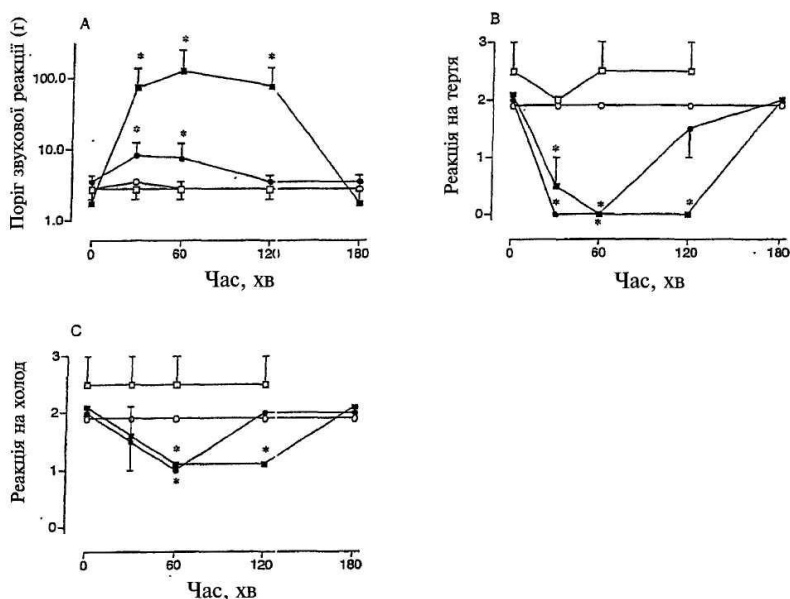 A
Поріг звукової реакції (г)
100.0
10.0
1.0
* * *
* *
0 60 120 180
Час, хв
B
Реакція на тертя
3
2
1
0
*
* * *
*
0 60 120 180
Час, хв
C
Реакція на холод
3
2
1
0
* *
*
0 60 120 180
Час, хв